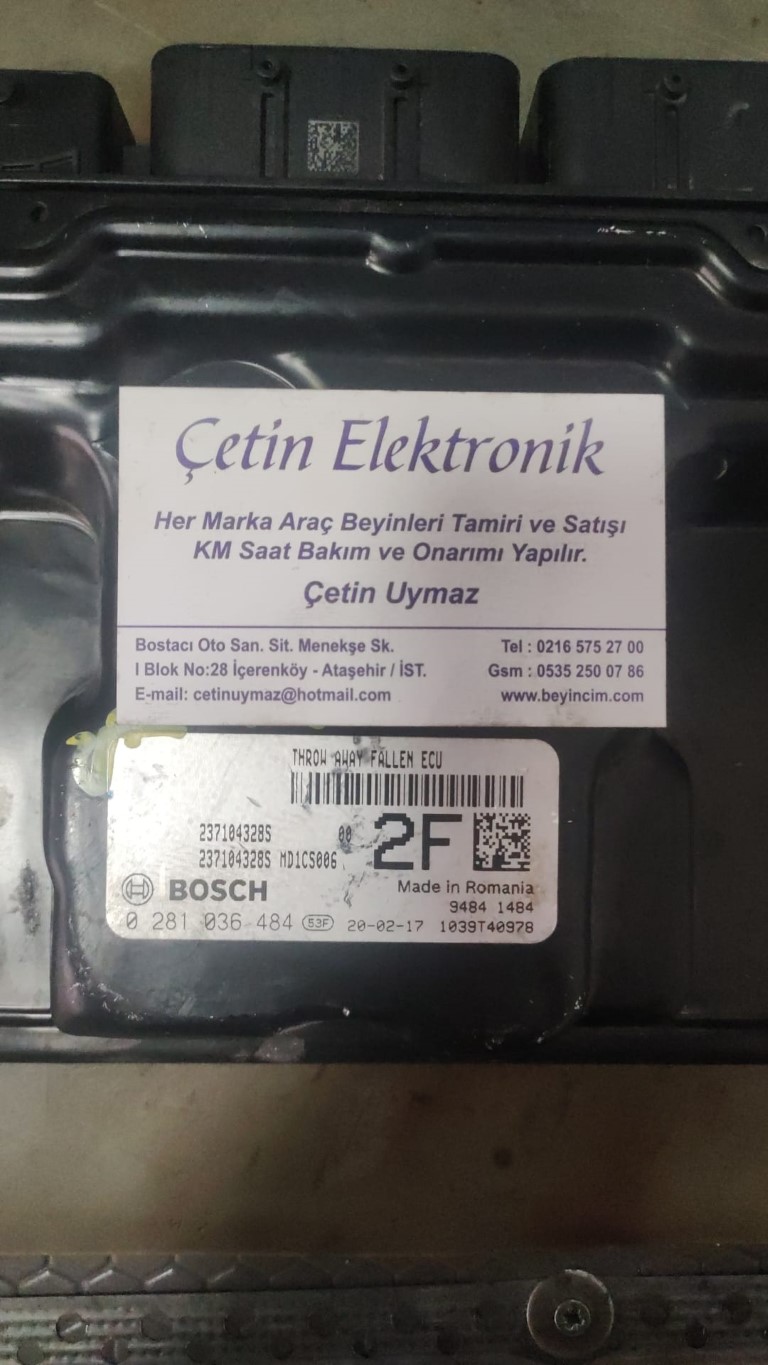 Çetin Elektronik
Her Marka Araç Beyinleri Tamiri ve Satışı
KM Saat Bakım ve Onarımı Yapılır.
Çetin Uymaz
Bostacı Oto San. Sit. Menekşe Sk.
I Blok No:28 İçerenköy - Ataşehir / İST.
E-mail: cetinuymaz@hotmail.com
Tel : 0216 575 27 00
Gsm : 0535 250 07 86
www.beyincim.com
THROW AWAY FALLEN ECU
237104328S 00
237104328S MD1CS006
2F
BOSCH
Made in Romania
9484 1484
0 281 036 484 53F 20-02-17 1039T40978